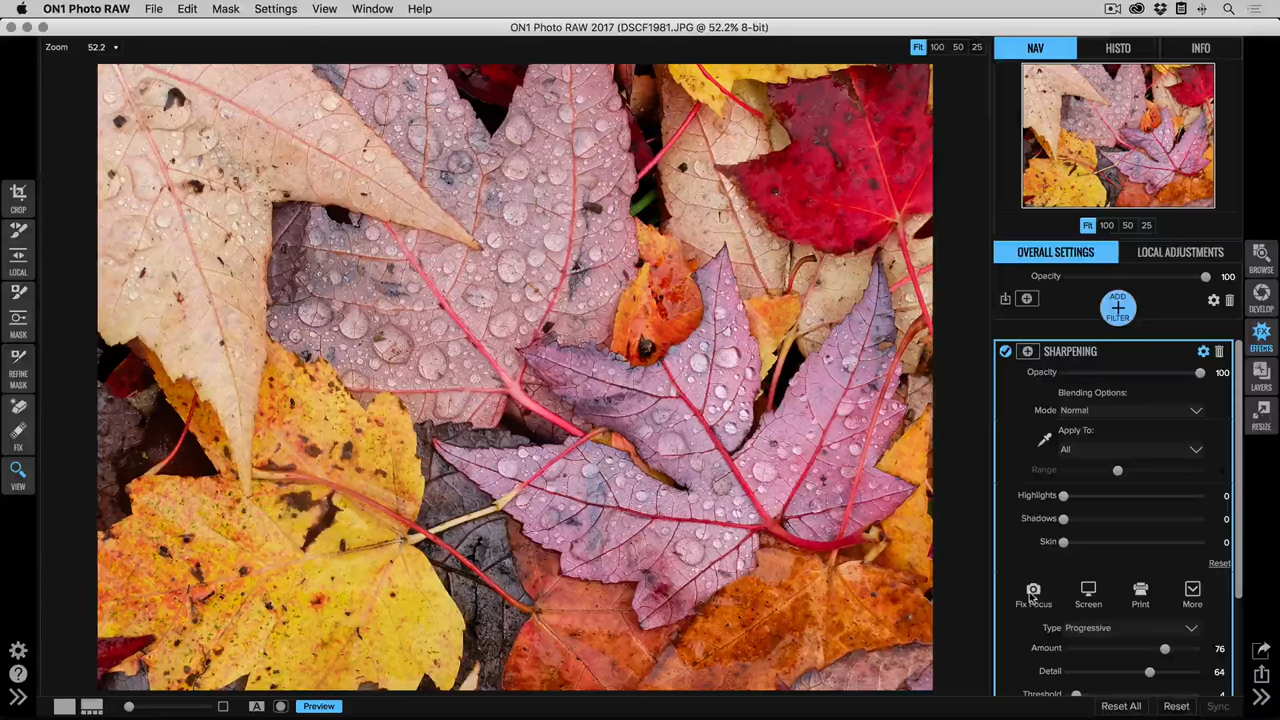 ON1 Photo RAW File Edit Mask Settings View Window Help
ON1 Photo RAW 2017 (DSCF1981.JPG @ 52.2% 8-bit)
Zoom 52.2 Fit 100 50 25
NAV HISTO INFO
Fit 100 50 25
OVERALL SETTINGS LOCAL ADJUSTMENTS
Opacity 100
ADD
FILTER
SHARPENING
Opacity 100
Blending Options:
Mode Normal
Apply To:
All
Range
Highlights 0
Shadows 0
Skin 0
Reset
Fix Focus Screen Print More
Type Progressive
Amount 76
Detail 64
Threshold 4
CROP
LOCAL
MASK
REFINE
MASK
FIX
VIEW
BROWSE
DEVELOP
FX
EFFECTS
LAYERS
RESIZE
A Preview
Reset All Reset Sync